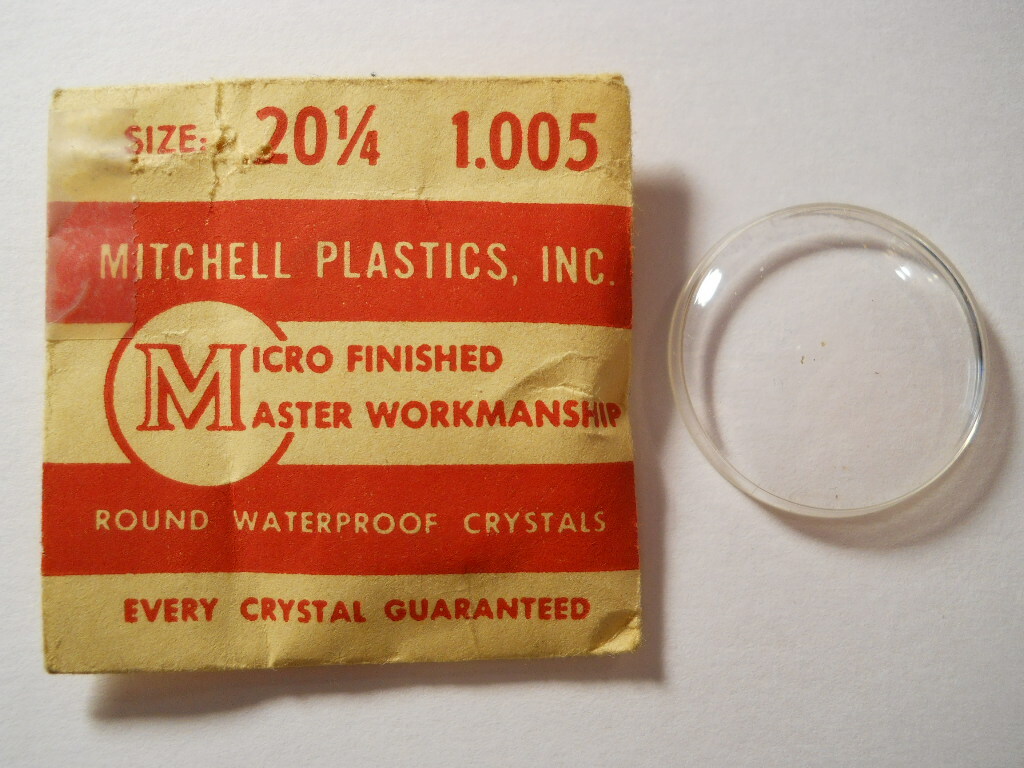 SIZE: 20¼ 1.005
MITCHELL PLASTICS, INC.
MICRO FINISHED
MASTER WORKMANSHIP
ROUND WATERPROOF CRYSTALS
EVERY CRYSTAL GUARANTEED